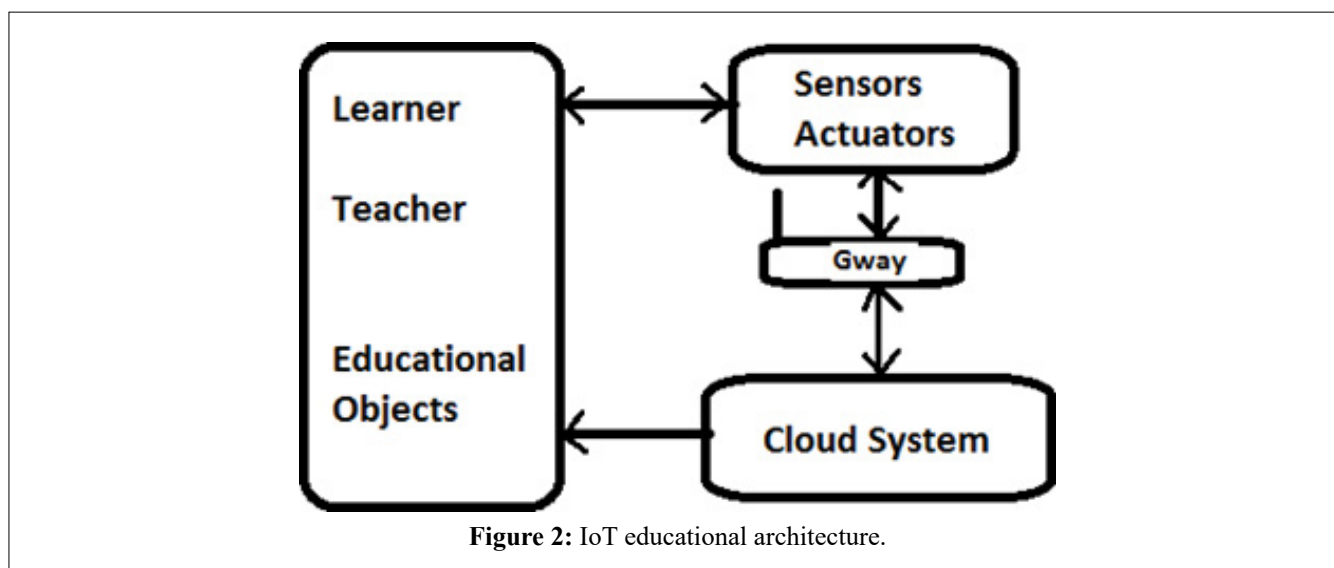 Learner
Teacher
Educational
Objects
Sensors
Actuators
Gway
Cloud System
Figure 2: IoT educational architecture.